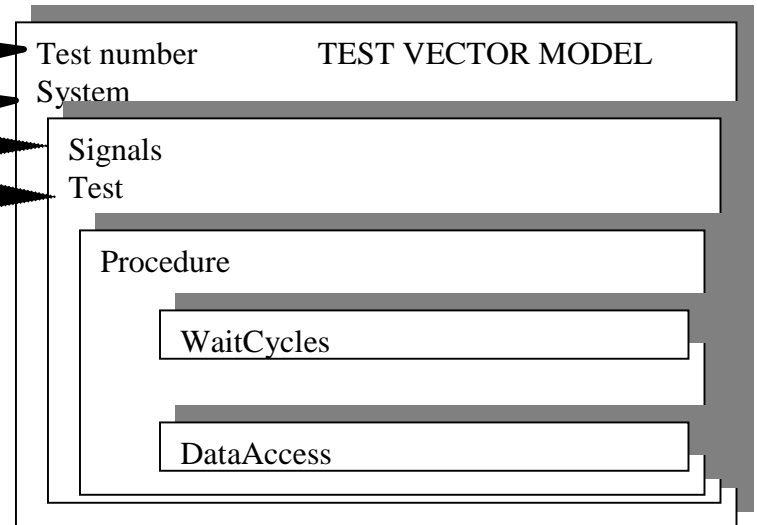 Test number TEST VECTOR MODEL
System
Signals
Test
Procedure
WaitCycles
DataAccess